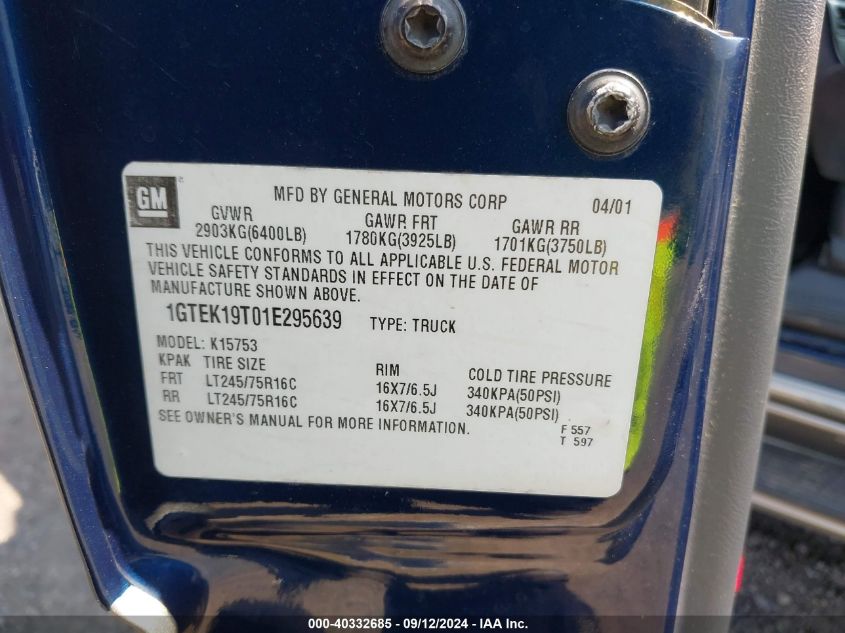 GM
MFD BY GENERAL MOTORS CORP 04/01
GVWR GAWR FRT GAWR RR
2903KG(6400LB) 1780KG(3925LB) 1701KG(3750LB)
THIS VEHICLE CONFORMS TO ALL APPLICABLE U.S. FEDERAL MOTOR
VEHICLE SAFETY STANDARDS IN EFFECT ON THE DATE OF
MANUFACTURE SHOWN ABOVE.
1GTEK19T01E295639 TYPE: TRUCK
MODEL: K15753
KPAK TIRE SIZE RIM COLD TIRE PRESSURE
FRT LT245/75R16C 16X7/6.5J 340KPA(50PSI)
RR LT245/75R16C 16X7/6.5J 340KPA(50PSI)
SEE OWNER'S MANUAL FOR MORE INFORMATION.
F 557
T 597
000-40332685 - 09/12/2024 - IAA Inc.